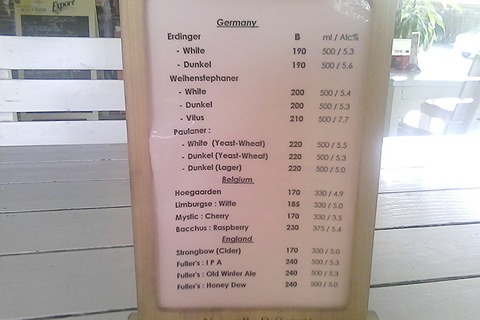 Export
Germany
Erdinger B ml / Alc%
- White 190 500 / 5.3
- Dunkel 190 500 / 5.6
Weihenstephaner
- White 200 500 / 5.4
- Dunkel 200 500 / 5.3
- Vitus 210 500 / 7.7
Paulaner :
- White (Yeast-Wheat) 220 500 / 5.5
- Dunkel (Yeast-Wheat) 220 500 / 5.3
- Dunkel (Lager) 220 500 / 5.0
Belgium
Hoegaarden 170 330 / 4.9
Limburgse : Witte 185 330 / 5.0
Mystic : Cherry 170 330 / 3.5
Bacchus : Raspberry 230 375 / 5.4
England
Strongbow (Cider) 170 330 / 5.0
Fuller's : I P A 240 500 / 5.3
Fuller's : Old Winter Ale 240 500 / 5.3
Fuller's : Honey Dew 240 500 / 5.0